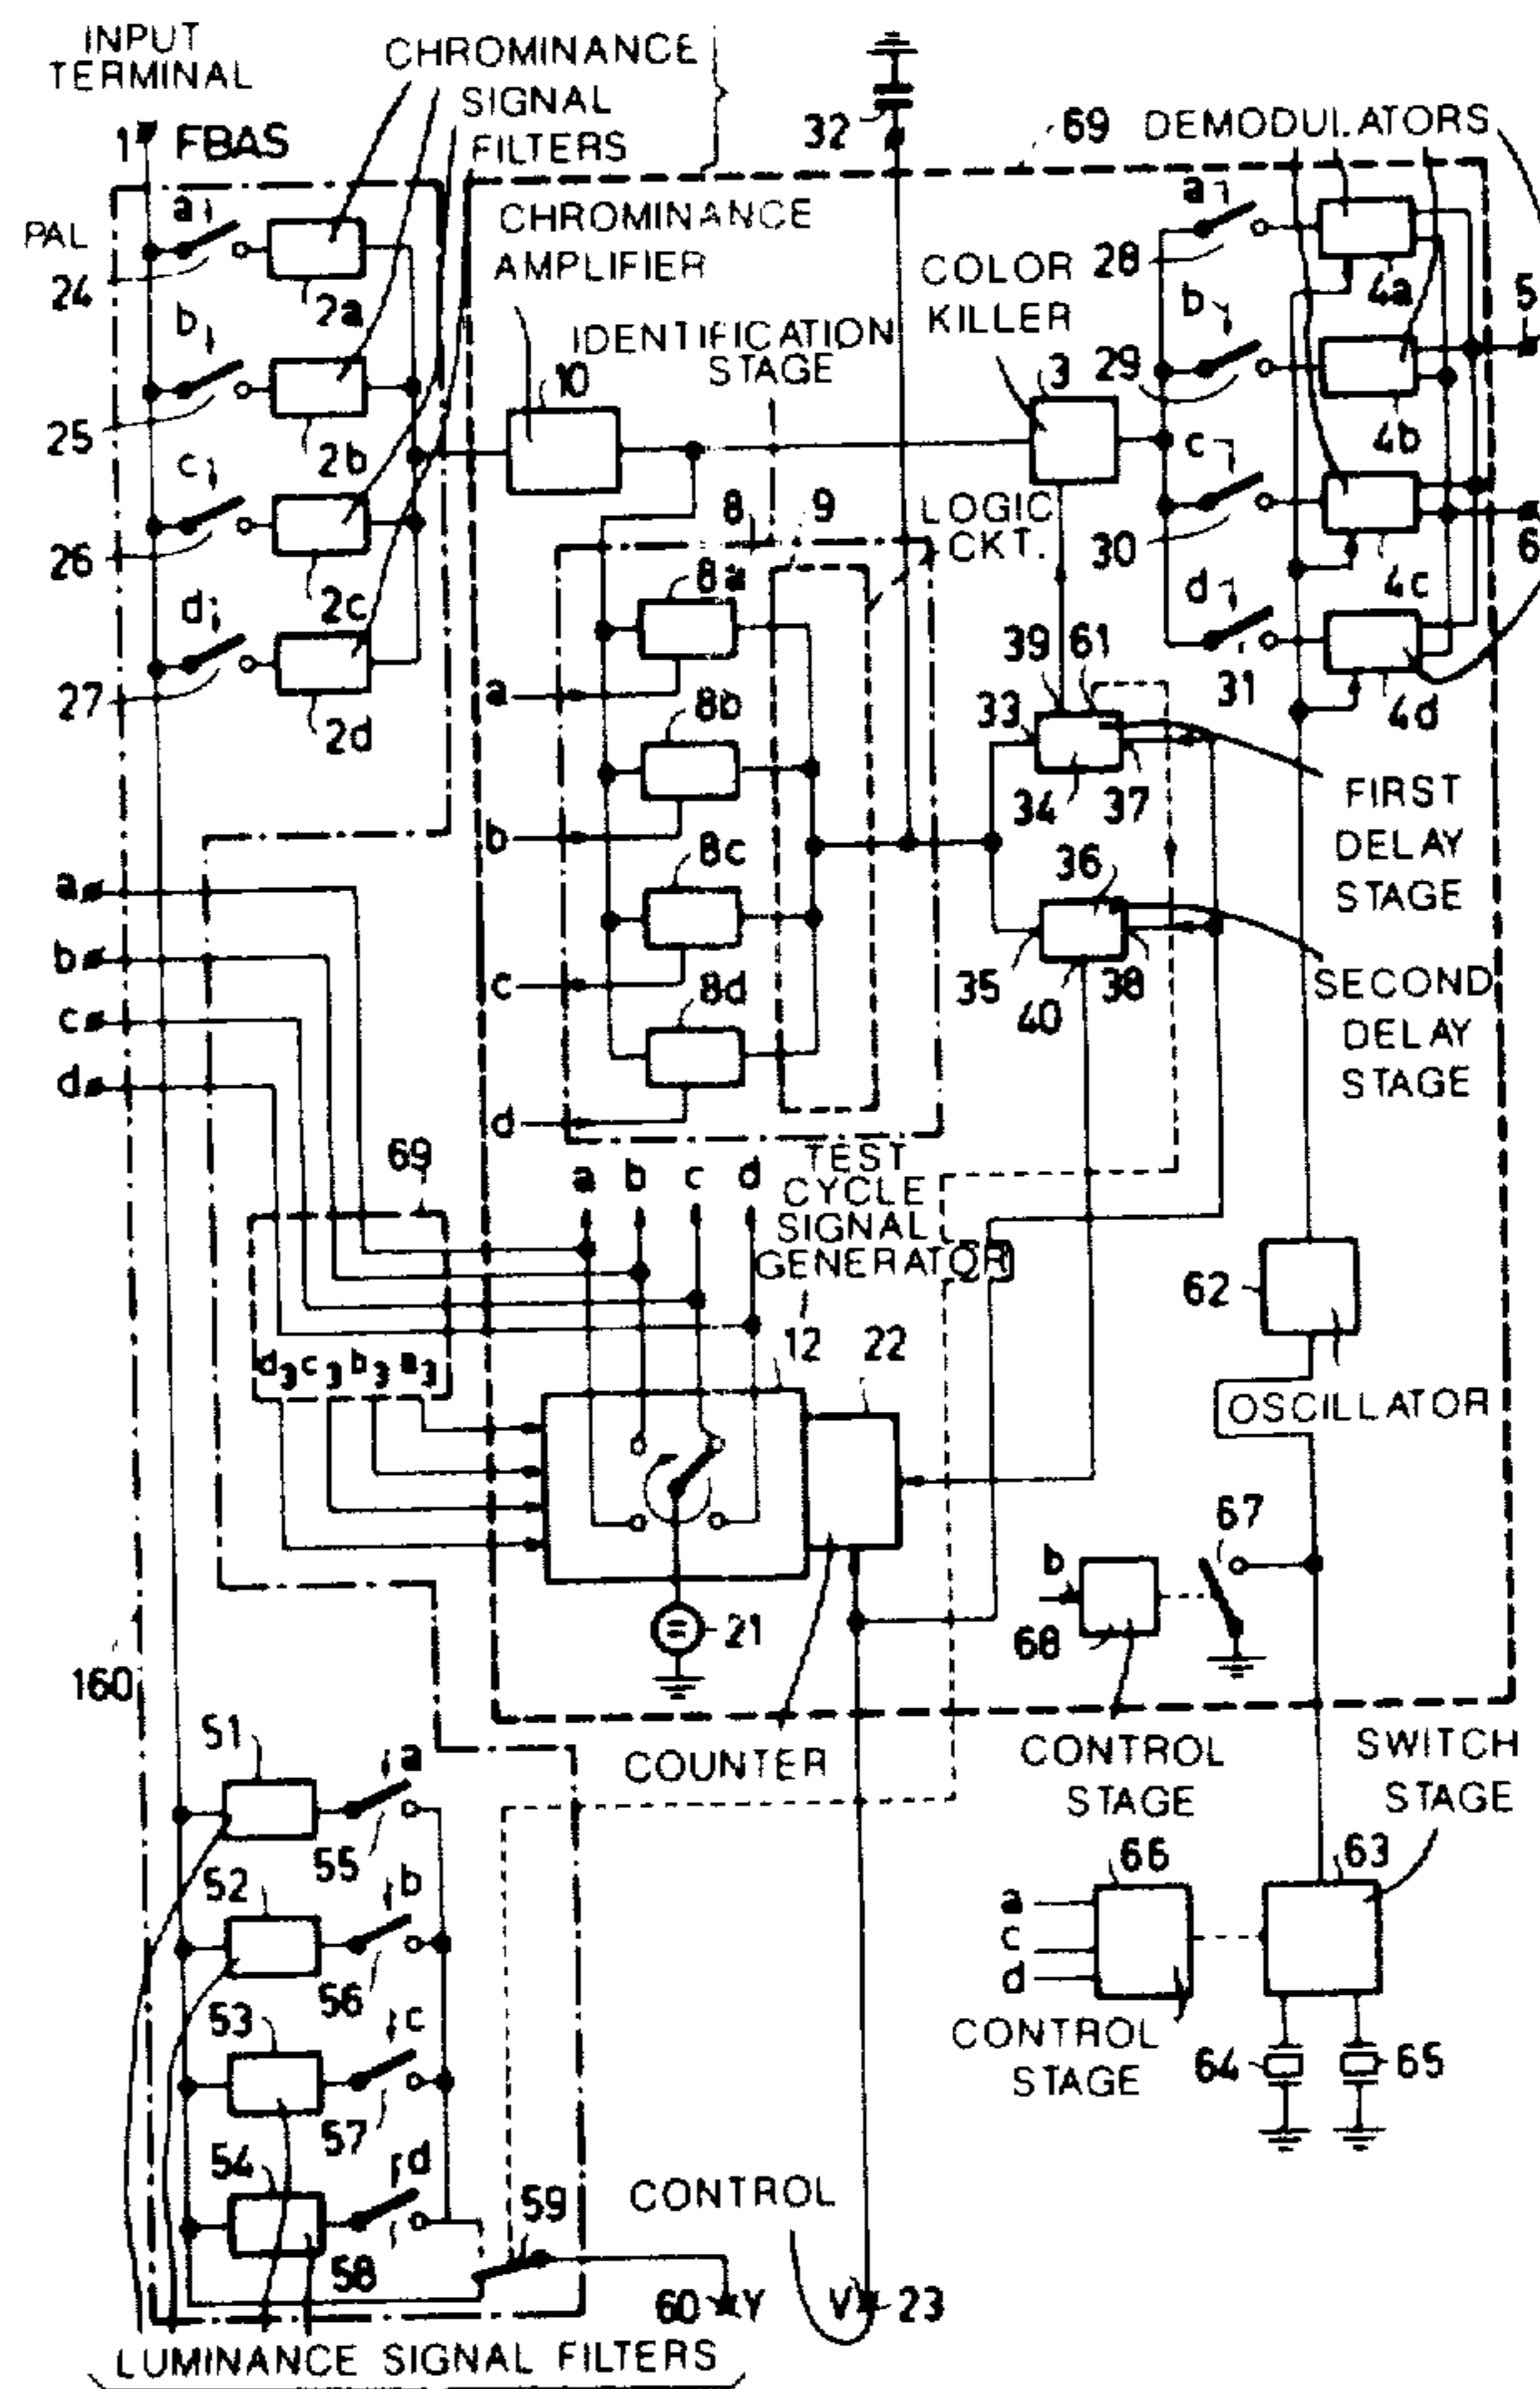 INPUT
TERMINAL
CHROMINANCE
SIGNAL
FILTERS
1 FBAS
32
69 DEMODULATORS
PAL
24
a
2a
CHROMINANCE
AMPLIFIER
COLOR
KILLER
28
a
4a
5
b
25
2b
IDENTIFICATION
STAGE
10
3
29
b
4b
c
26
2c
8
9
LOGIC
CKT.
30
c
4c
6
d
27
2d
8a
a
39
61
33
34
37
d
31
4d
8b
b
FIRST
DELAY
STAGE
8c
c
36
35
38
40
SECOND
DELAY
STAGE
8d
d
a
b
c
d
69
a b c d
TEST
CYCLE
SIGNAL
GENERATOR
12
22
62
OSCILLATOR
d3 c3 b3 a3
21
b
68
67
160
COUNTER
CONTROL
STAGE
SWITCH
STAGE
51
a
55
52
b
56
53
c
57
54
d
58
59
66
63
a
c
d
CONTROL
STAGE
64
65
CONTROL
60 Y
V 23
LUMINANCE SIGNAL FILTERS